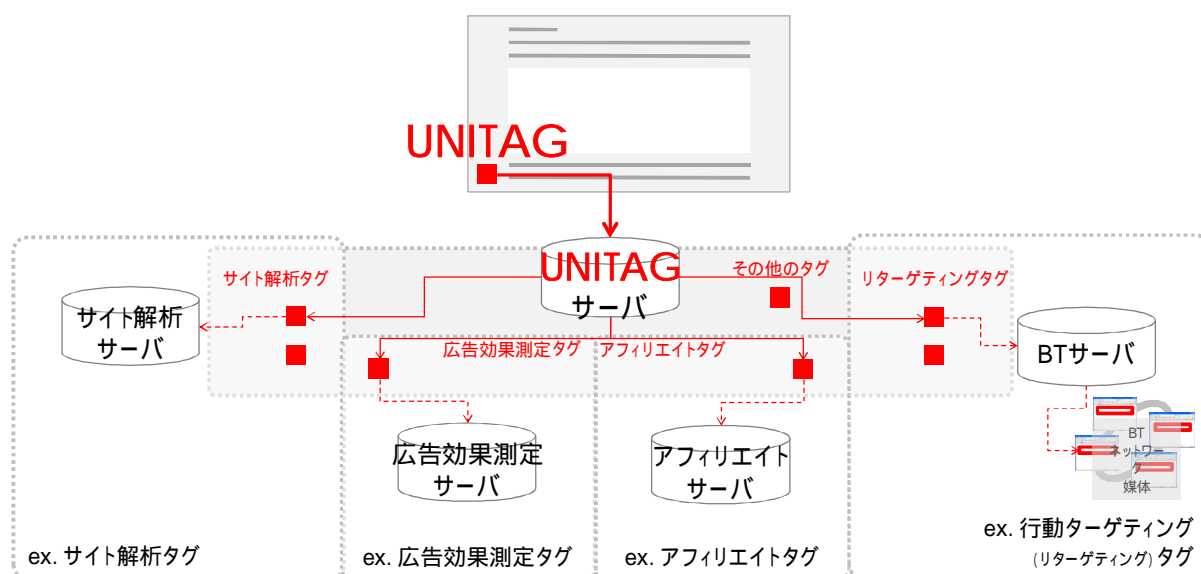 UNITAG
UNITAG
サーバ
その他のタグ
サイト解析タグ
リターゲティングタグ
サイト解析
サーバ
広告効果測定タグ
アフィリエイトタグ
BTサーバ
広告効果測定
サーバ
アフィリエイト
サーバ
BT
ネットワー
ク
媒体
ex. サイト解析タグ
ex. 広告効果測定タグ
ex. アフィリエイトタグ
ex. 行動ターゲティング
(リターゲティング) タグ